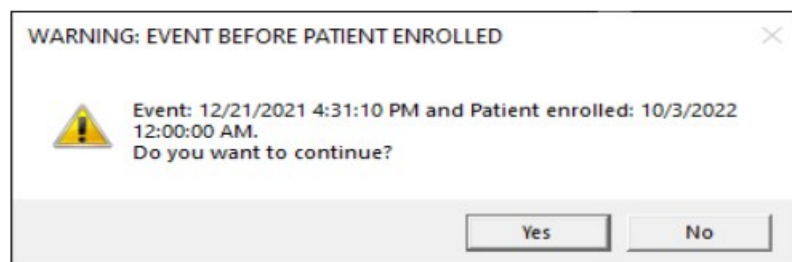 WARNING: EVENT BEFORE PATIENT ENROLLED
Event: 12/21/2021 4:31:10 PM and Patient enrolled: 10/3/2022
12:00:00 AM.
Do you want to continue?
Yes
No